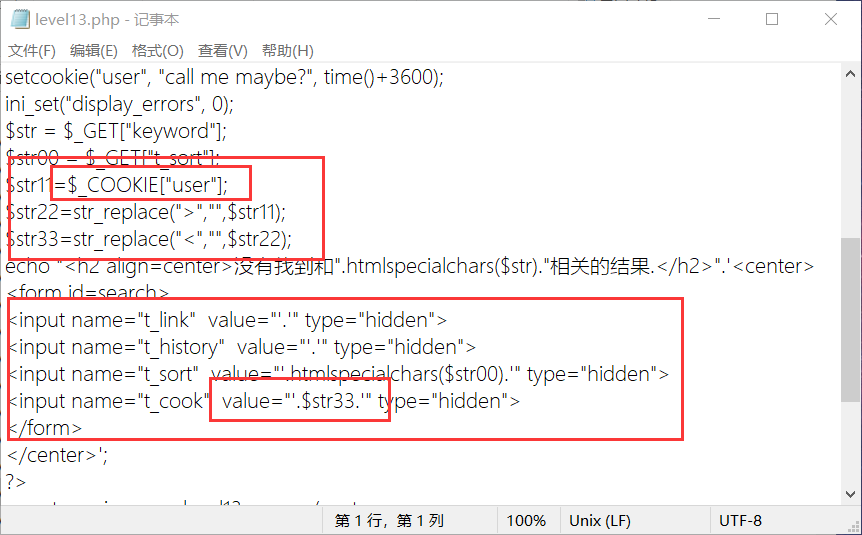 level13.php - 记事本
文件(F) 编辑(E) 格式(O) 查看(V) 帮助(H)
setcookie("user", "call me maybe?", time()+3600);
ini_set("display_errors", 0);
$str = $_GET["keyword"];
$str00 = $_GET["t_sort"];
$str11=$_COOKIE["user"];
$str22=str_replace(">","",$str11);
$str33=str_replace("<","",$str22);
echo "<h2 align=center>没有找到和".htmlspecialchars($str)."相关的结果.</h2>".'<center>
<form id=search>
<input name="t_link"  value="'.'" type="hidden">
<input name="t_history"  value="'.'" type="hidden">
<input name="t_sort"  value="'.htmlspecialchars($str00).'" type="hidden">
<input name="t_cook"  value="'.$str33.'" type="hidden">
</form>
</center>';
?>
第 1 行，第 1 列 100% Unix (LF) UTF-8